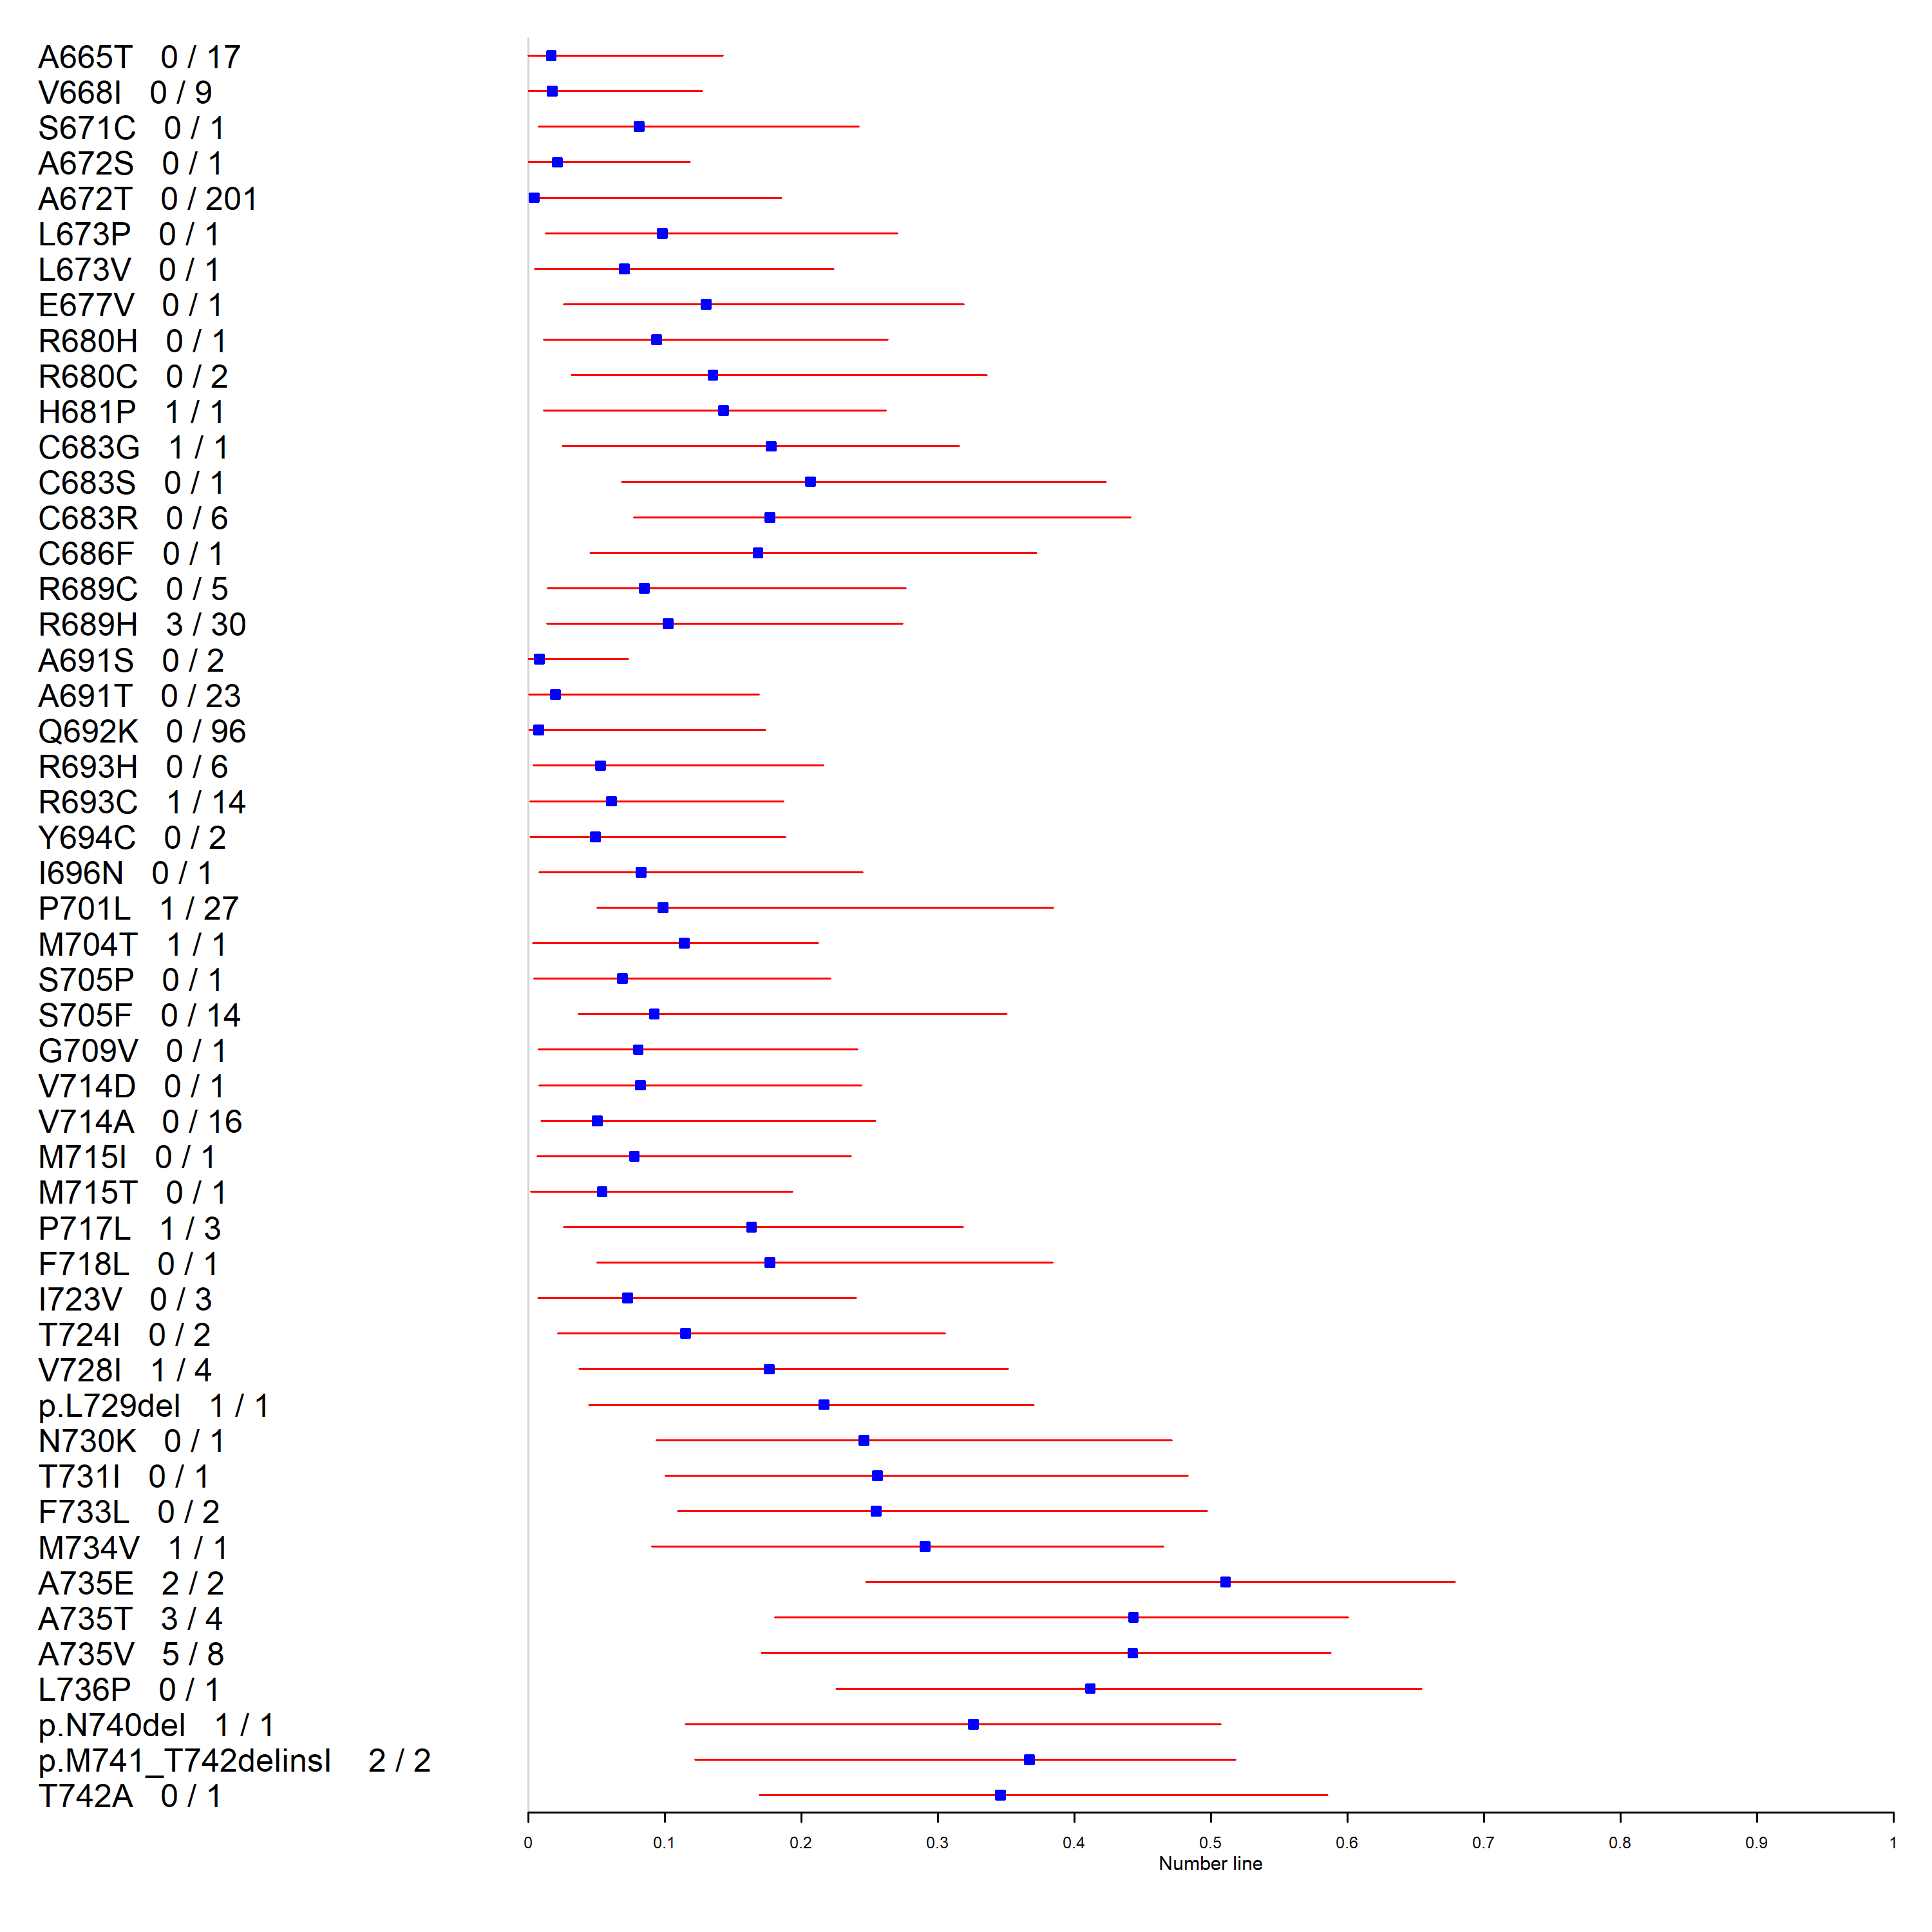 A665T 0 / 17
V668I 0 / 9
S671C 0 / 1
A672S 0 / 1
A672T 0 / 201
L673P 0 / 1
L673V 0 / 1
E677V 0 / 1
R680H 0 / 1
R680C 0 / 2
H681P 1 / 1
C683G 1 / 1
C683S 0 / 1
C683R 0 / 6
C686F 0 / 1
R689C 0 / 5
R689H 3 / 30
A691S 0 / 2
A691T 0 / 23
Q692K 0 / 96
R693H 0 / 6
R693C 1 / 14
Y694C 0 / 2
I696N 0 / 1
P701L 1 / 27
M704T 1 / 1
S705P 0 / 1
S705F 0 / 14
G709V 0 / 1
V714D 0 / 1
V714A 0 / 16
M715I 0 / 1
M715T 0 / 1
P717L 1 / 3
F718L 0 / 1
I723V 0 / 3
T724I 0 / 2
V728I 1 / 4
p.L729del 1 / 1
N730K 0 / 1
T731I 0 / 1
F733L 0 / 2
M734V 1 / 1
A735E 2 / 2
A735T 3 / 4
A735V 5 / 8
L736P 0 / 1
p.N740del 1 / 1
p.M741_T742delinsI 2 / 2
T742A 0 / 1
0 0.1 0.2 0.3 0.4 0.5 0.6 0.7 0.8 0.9 1
Number line